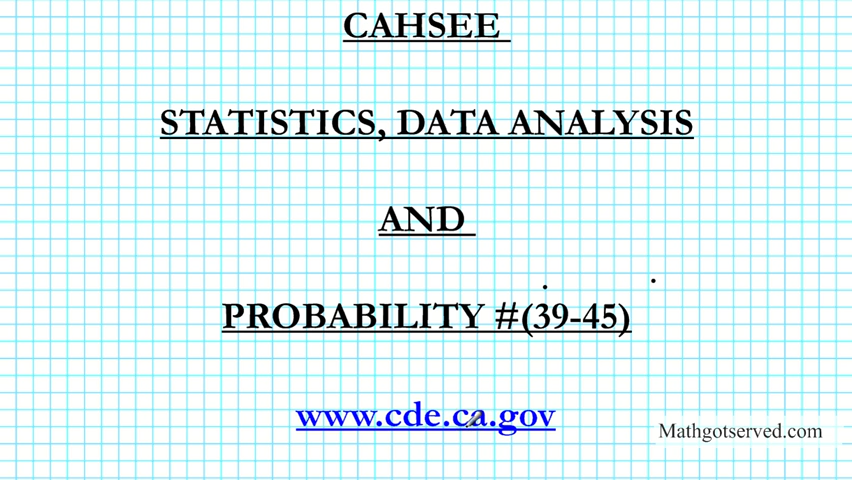 CAHSEE
STATISTICS, DATA ANALYSIS
AND
PROBABILITY #(39-45)
www.cde.ca.gov
Mathgotserved.com